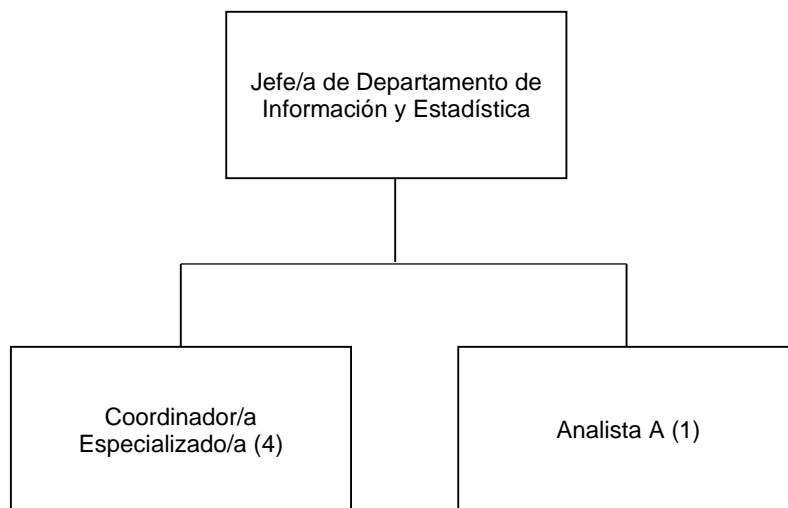 Jefe/a de Departamento de
Información y Estadística
Coordinador/a
Especializado/a (4)
Analista A (1)